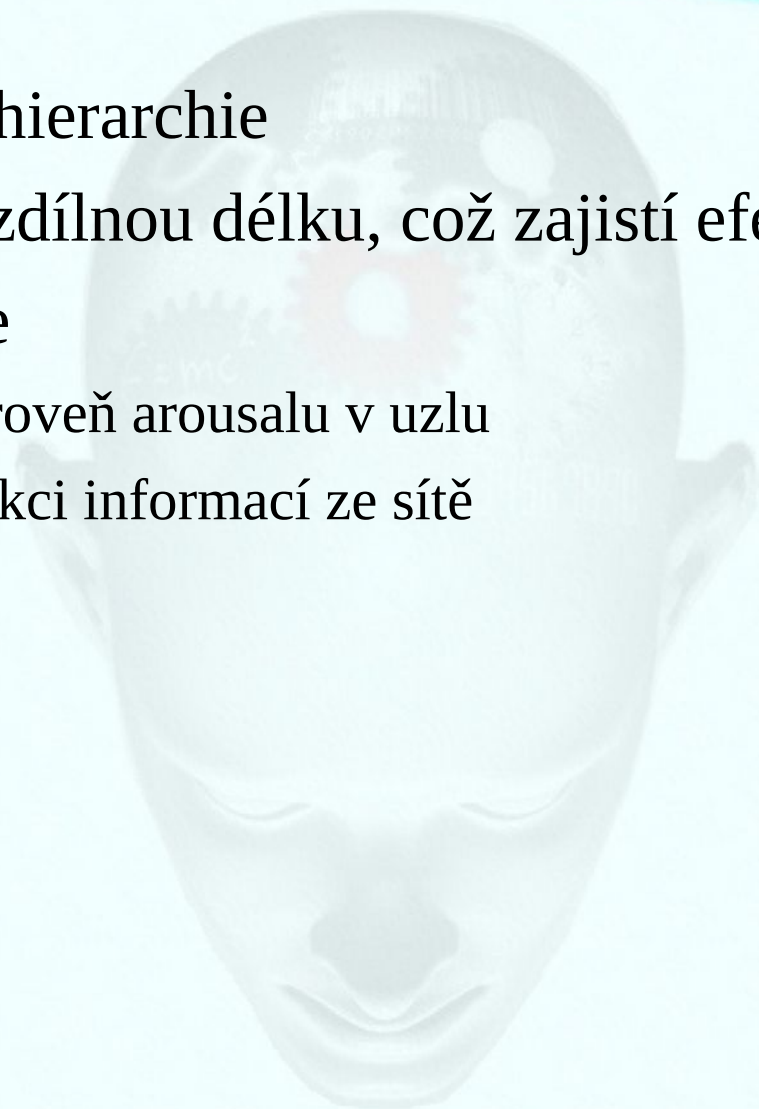 hierarchie
zdílnou délku, což zajistí efe
e
roveň arousalu v uzlu
kci informací ze sítě